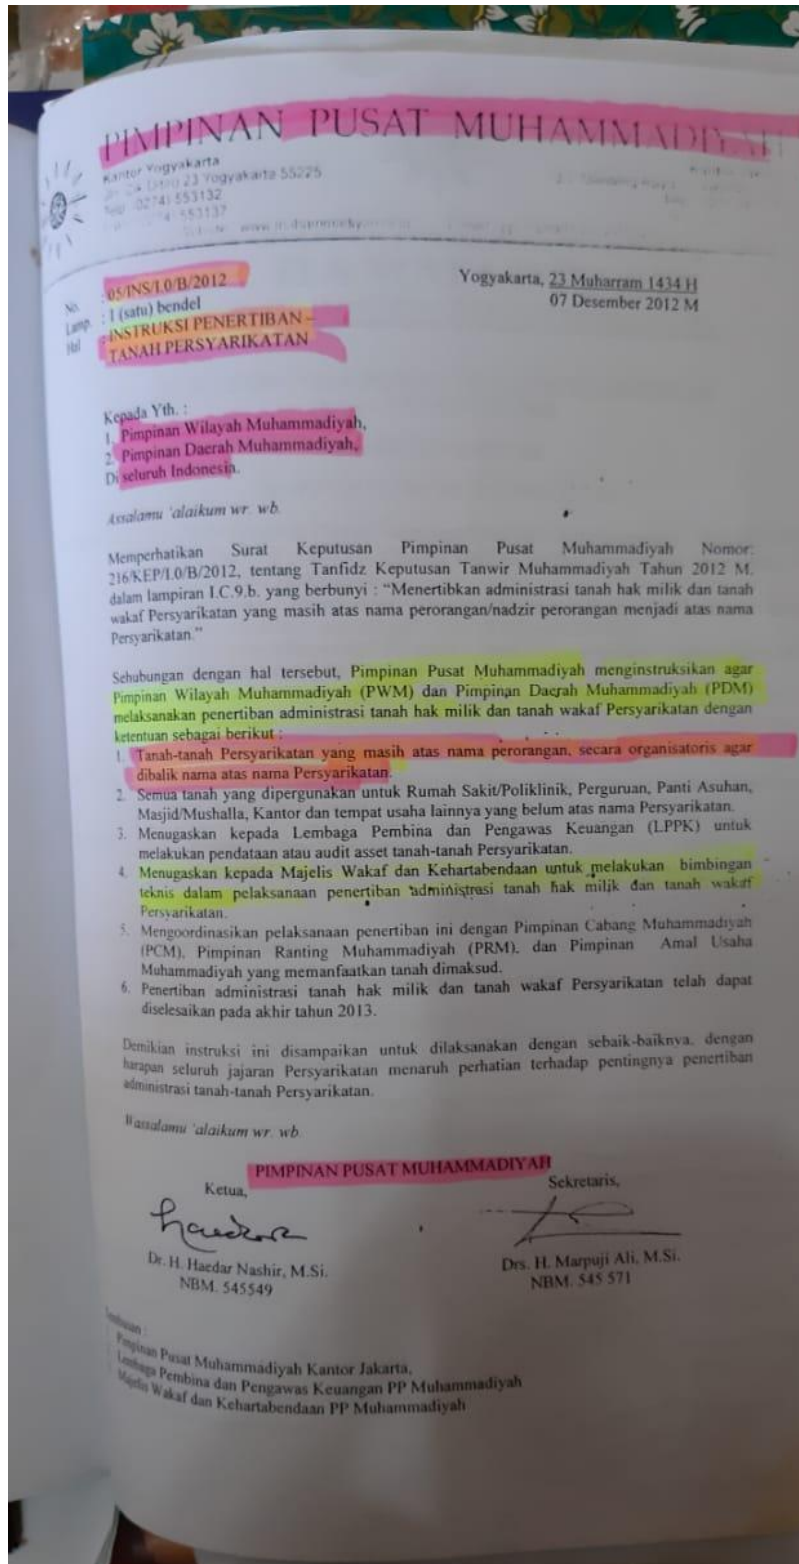 PIMPINAN PUSAT MUHAMMADIYAH
Kantor Yogyakarta
23 Yogyakarta 55225
(0274) 553132
553137
No. : 05/INS/I.0/B/2012
Yogyakarta, 23 Muharram 1434 H
Lamp. : 1 (satu) bendel
07 Desember 2012 M
Hal : INSTRUKSI PENERTIBAN –
TANAH PERSYARIKATAN
Kepada Yth. :
1. Pimpinan Wilayah Muhammadiyah,
2. Pimpinan Daerah Muhammadiyah,
Di seluruh Indonesia.
Assalamu 'alaikum wr. wb.
Memperhatikan Surat Keputusan Pimpinan Pusat Muhammadiyah Nomor:
216/KEP/I.0/B/2012, tentang Tanfidz Keputusan Tanwir Muhammadiyah Tahun 2012 M.
dalam lampiran I.C.9.b. yang berbunyi : “Menertibkan administrasi tanah hak milik dan tanah
wakaf Persyarikatan yang masih atas nama perorangan/nadzir perorangan menjadi atas nama
Persyarikatan.”
Sehubungan dengan hal tersebut, Pimpinan Pusat Muhammadiyah menginstruksikan agar
Pimpinan Wilayah Muhammadiyah (PWM) dan Pimpinan Daerah Muhammadiyah (PDM)
melaksanakan penertiban administrasi tanah hak milik dan tanah wakaf Persyarikatan dengan
ketentuan sebagai berikut :
1. Tanah-tanah Persyarikatan yang masih atas nama perorangan, secara organisatoris agar
dibalik nama atas nama Persyarikatan.
2. Semua tanah yang dipergunakan untuk Rumah Sakit/Poliklinik, Perguruan, Panti Asuhan,
Masjid/Mushalla, Kantor dan tempat usaha lainnya yang belum atas nama Persyarikatan.
3. Menugaskan kepada Lembaga Pembina dan Pengawas Keuangan (LPPK) untuk
melakukan pendataan atau audit asset tanah-tanah Persyarikatan.
4. Menugaskan kepada Majelis Wakaf dan Kehartabendaan untuk melakukan bimbingan
teknis dalam pelaksanaan penertiban administrasi tanah hak milik dan tanah wakaf
Persyarikatan.
5. Mengoordinasikan pelaksanaan penertiban ini dengan Pimpinan Cabang Muhammadiyah
(PCM), Pimpinan Ranting Muhammadiyah (PRM), dan Pimpinan Amal Usaha
Muhammadiyah yang memanfaatkan tanah dimaksud.
6. Penertiban administrasi tanah hak milik dan tanah wakaf Persyarikatan telah dapat
diselesaikan pada akhir tahun 2013.
Demikian instruksi ini disampaikan untuk dilaksanakan dengan sebaik-baiknya, dengan
harapan seluruh jajaran Persyarikatan menaruh perhatian terhadap pentingnya penertiban
administrasi tanah-tanah Persyarikatan.
Wassalamu 'alaikum wr. wb.
PIMPINAN PUSAT MUHAMMADIYAH
Ketua,
Sekretaris,
Dr. H. Haedar Nashir, M.Si.
Drs. H. Marpuji Ali, M.Si.
NBM. 545549
NBM. 545 571
Tembusan :
Pimpinan Pusat Muhammadiyah Kantor Jakarta,
Lembaga Pembina dan Pengawas Keuangan PP Muhammadiyah
Majelis Wakaf dan Kehartabendaan PP Muhammadiyah